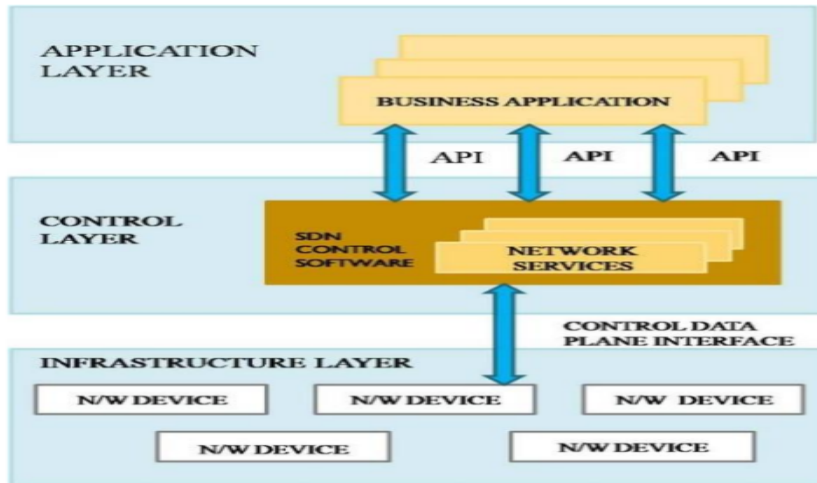 APPLICATION
LAYER
BUSINESS APPLICATION
API
API
API
CONTROL
LAYER
SDN
CONTROL
SOFTWARE
NETWORK
SERVICES
CONTROL DATA
PLANE INTERFACE
INFRASTRUCTURE LAYER
N/W DEVICE
N/W DEVICE
N/W DEVICE
N/W DEVICE
N/W DEVICE